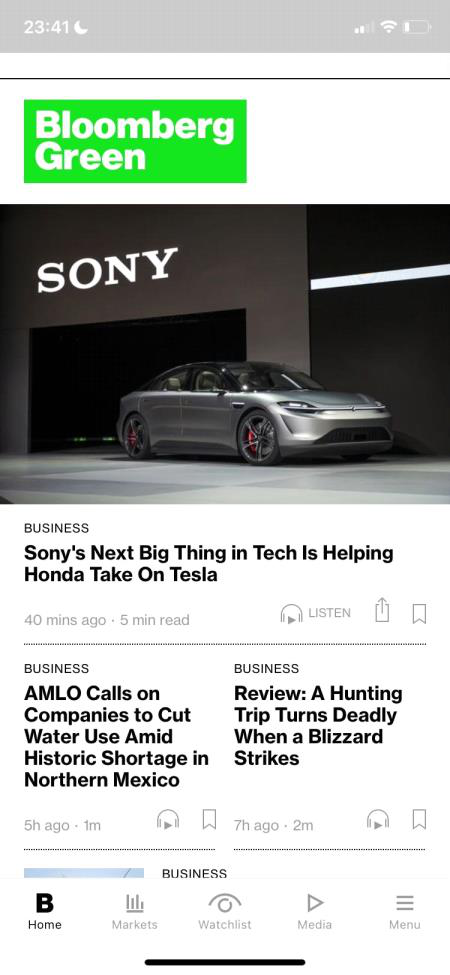 23:41
Bloomberg
Green
SONY
BUSINESS
Sony's Next Big Thing in Tech Is Helping
Honda Take On Tesla
40 mins ago · 5 min read
LISTEN
BUSINESS
AMLO Calls on
Companies to Cut
Water Use Amid
Historic Shortage in
Northern Mexico
5h ago · 1m
BUSINESS
Review: A Hunting
Trip Turns Deadly
When a Blizzard
Strikes
7h ago · 2m
BUSINESS
B
Home
Markets
Watchlist
Media
Menu